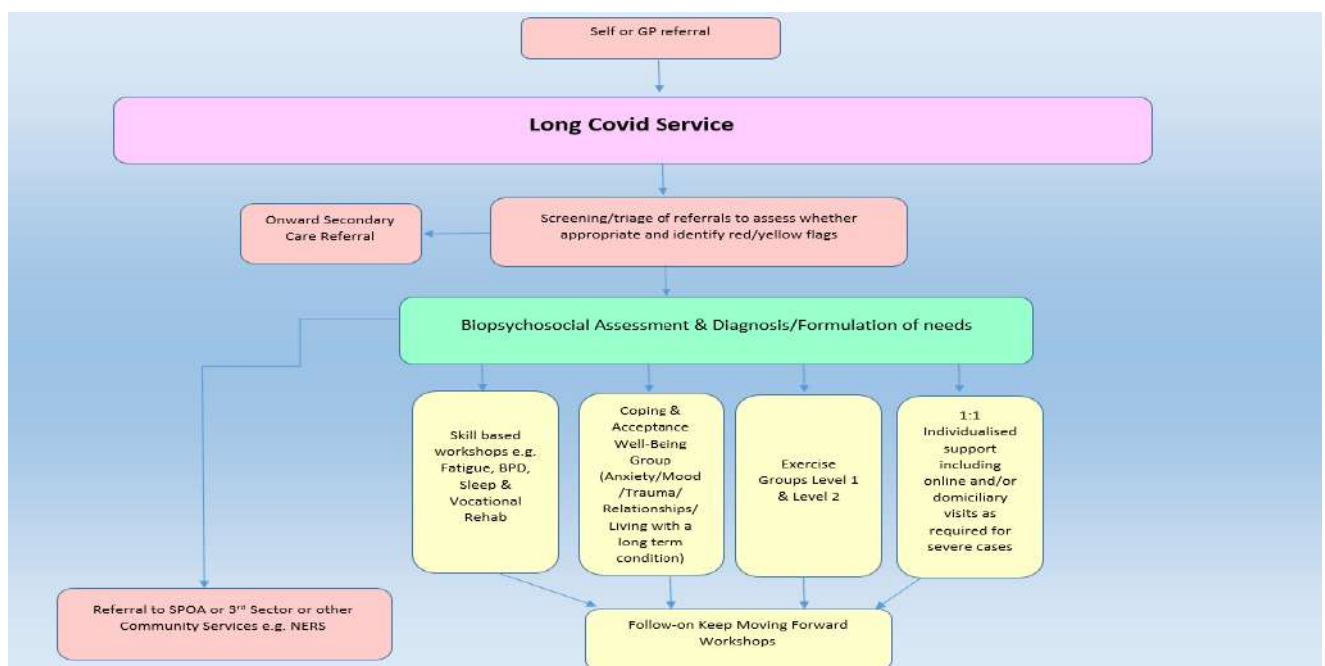 Self or GP referral
Long Covid Service
Onward Secondary
Care Referral
Screening/triage of referrals to assess whether
appropriate and identify red/yellow flags
Biopsychosocial Assessment & Diagnosis/Formulation of needs
Skill based
workshops e.g.
Fatigue, BPD,
Sleep &
Vocational
Rehab
Coping &
Acceptance
Well-Being
Group
(Anxiety/Mood
/Trauma/
Relationships/
Living with a
long term
condition)
Exercise
Groups Level 1
& Level 2
1:1
Individualised
support
including
online and/or
domiciliary
visits as
required for
severe cases
Referral to SPOA or 3rd Sector or other
Community Services e.g. NERS
Follow-on Keep Moving Forward
Workshops